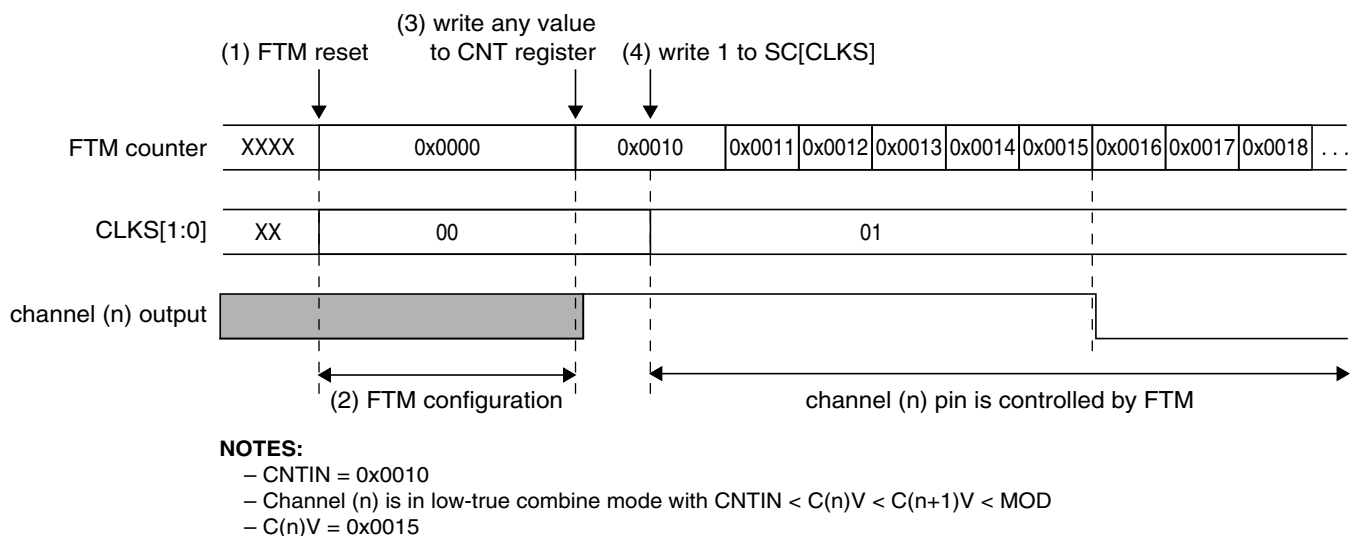 (3) write any value
(1) FTM reset to CNT register (4) write 1 to SC[CLKS]
FTM counter XXXX 0x0000 0x0010 0x0011 0x0012 0x0013 0x0014 0x0015 0x0016 0x0017 0x0018 . . .
CLKS[1:0] XX 00 01
channel (n) output
(2) FTM configuration channel (n) pin is controlled by FTM
NOTES:
– CNTIN = 0x0010
– Channel (n) is in low-true combine mode with CNTIN < C(n)V < C(n+1)V < MOD
– C(n)V = 0x0015